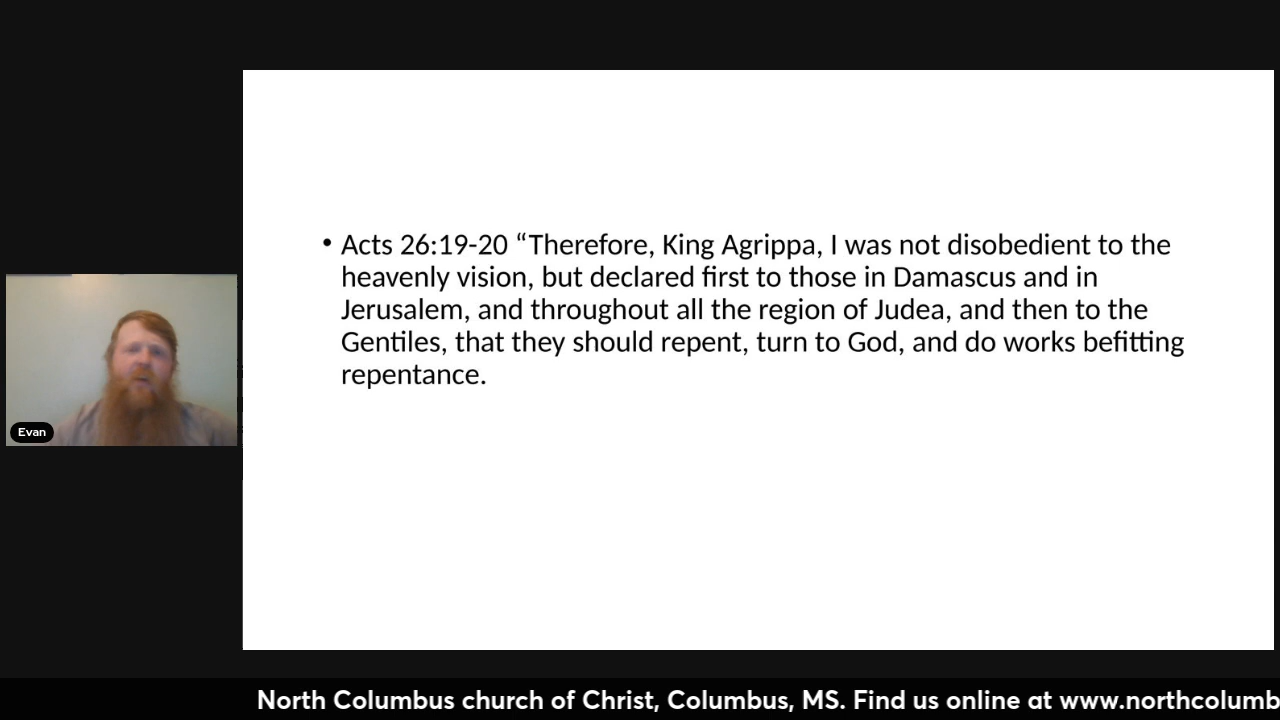 • Acts 26:19-20 “Therefore, King Agrippa, I was not disobedient to the
heavenly vision, but declared first to those in Damascus and in
Jerusalem, and throughout all the region of Judea, and then to the
Gentiles, that they should repent, turn to God, and do works befitting
repentance.
Evan
North Columbus church of Christ, Columbus, MS. Find us online at www.northcolumb